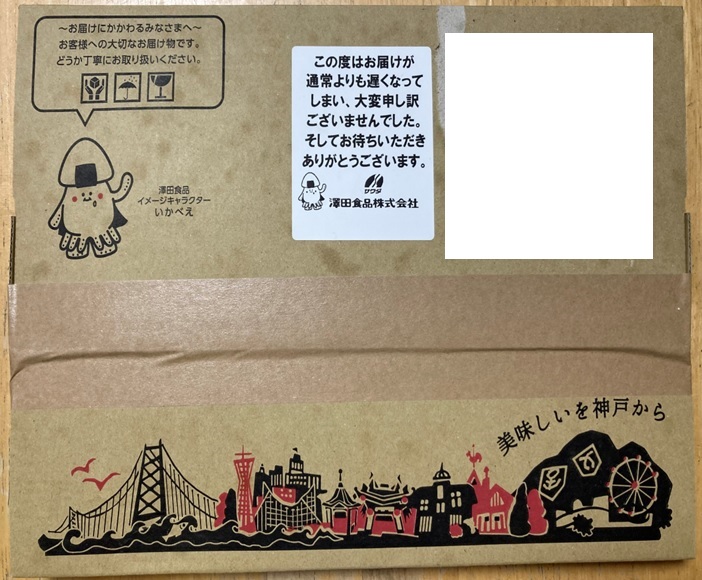 ～お届けにかかわるみなさまへ～
お客様への大切なお届け物です。
どうか丁寧にお取り扱いください。
澤田食品
イメージキャラクター
いかべえ
この度はお届けが
通常よりも遅くなって
しまい、大変申し訳
ございませんでした。
そしてお待ちいただき
ありがとうございます。
サワダ
澤田食品株式会社
美味しいを神戸から